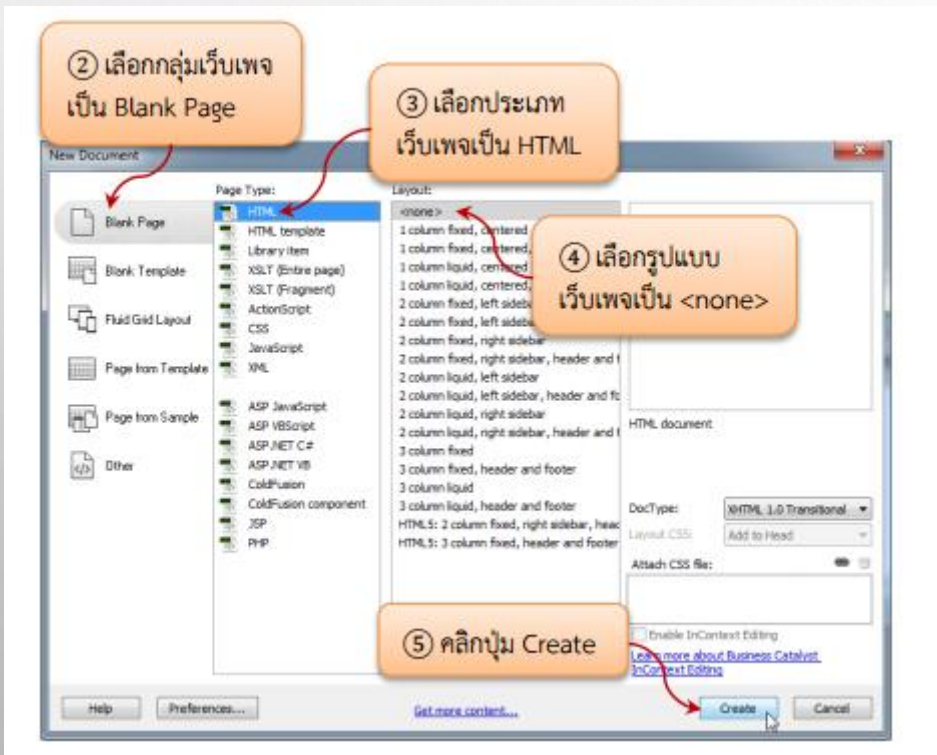 ② เลือกกลุ่มเว็บเพจ
เป็น Blank Page
③ เลือกประเภท
เว็บเพจเป็น HTML
New Document
Page Type:
Layout:
Blank Page
Blank Template
Fluid Grid Layout
Page from Template
Page from Sample
Other
HTML
HTML template
Library item
XSLT (Entire page)
XSLT (Fragment)
ActionScript
CSS
JavaScript
XML
ASP JavaScript
ASP VBScript
ASP.NET C#
ASP.NET VB
ColdFusion
ColdFusion component
JSP
PHP
<none>
1 column fixed, centered
1 column fixed, centered,
1 column liquid, centered
1 column liquid, centered,
2 column fixed, left sideb
2 column fixed, left sideb
2 column fixed, right sidebar
2 column fixed, right sidebar, header and f
2 column liquid, left sidebar
2 column liquid, left sidebar, header and fo
2 column liquid, right sidebar
2 column liquid, right sidebar, header and f
3 column fixed
3 column fixed, header and footer
3 column liquid
3 column liquid, header and footer
HTML5: 2 column fixed, right sidebar, head
HTML5: 3 column fixed, header and footer
④ เลือกรูปแบบ
เว็บเพจเป็น <none>
HTML document
DocType:
XHTML 1.0 Transitional
Layout CSS:
Add to Head
Attach CSS file:
Enable InContext Editing
Learn more about Business Catalyst
InContext Editing
⑤ คลิกปุ่ม Create
Help
Preferences...
Get more content...
Create
Cancel